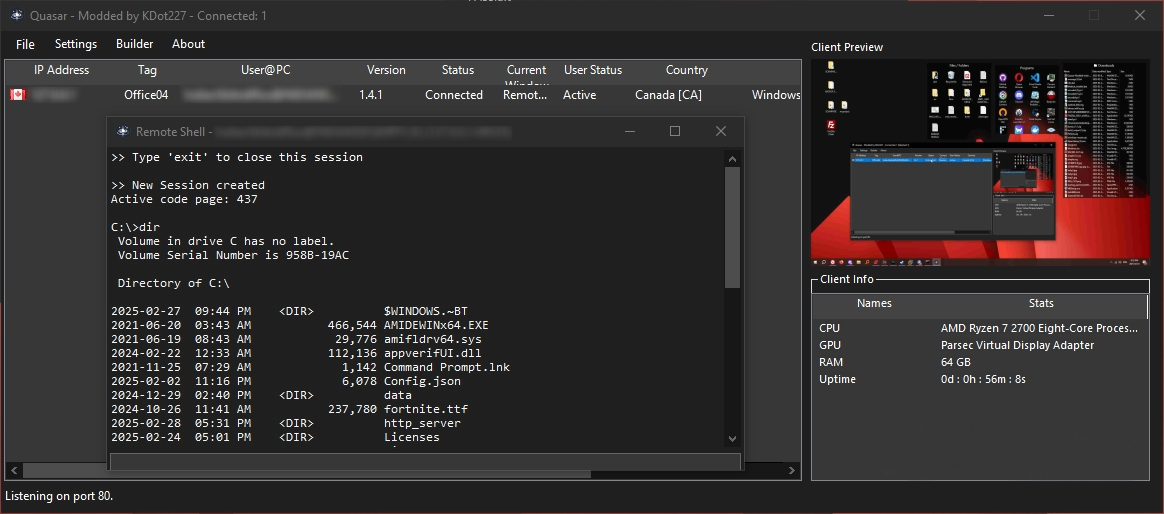 Quasar - Modded by KDot227 - Connected: 1
File Settings Builder About
IP Address Tag User@PC Version Status Current Window User Status Country
Office04 1.4.1 Connected Remot... Active Canada [CA] Windows
Remote Shell -
>> Type 'exit' to close this session
>> New Session created
Active code page: 437
C:\>dir
Volume in drive C has no label.
Volume Serial Number is 958B-19AC
Directory of C:\
2025-02-27 09:44 PM <DIR> $WINDOWS.~BT
2021-06-20 03:43 AM 466,544 AMIDEWINx64.EXE
2021-06-19 08:43 AM 29,776 amifldrv64.sys
2024-02-22 12:33 AM 112,136 appverifUI.dll
2021-11-25 07:29 AM 1,142 Command Prompt.lnk
2025-02-02 11:16 PM 6,078 Config.json
2024-12-29 02:40 PM <DIR> data
2024-10-26 11:41 AM 237,780 fortnite.ttf
2025-02-28 05:31 PM <DIR> http_server
2025-02-24 05:01 PM <DIR> Licenses
Client Preview
Client Info
Names Stats
CPU AMD Ryzen 7 2700 Eight-Core Proces...
GPU Parsec Virtual Display Adapter
RAM 64 GB
Uptime 0d : 0h : 56m : 8s
Listening on port 80.